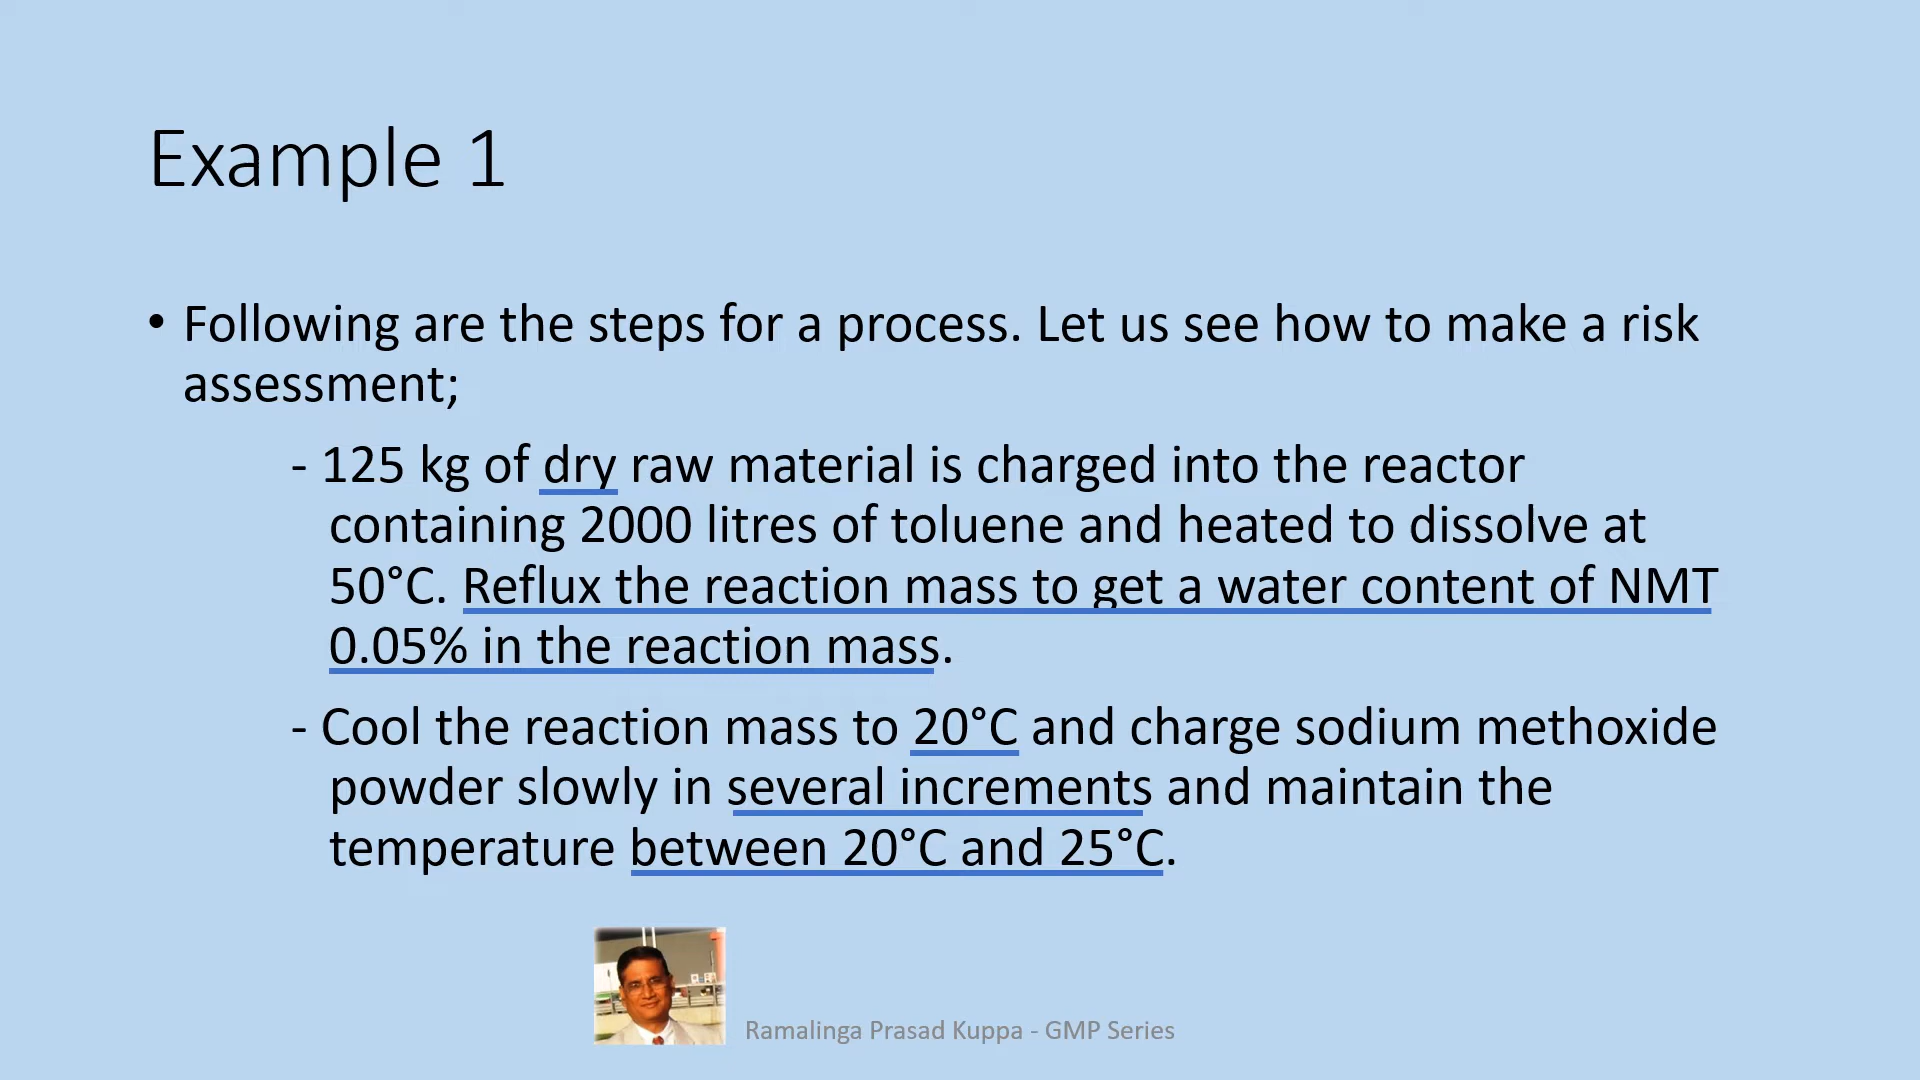 Example 1
• Following are the steps for a process. Let us see how to make a risk
assessment;
- 125 kg of dry raw material is charged into the reactor
containing 2000 litres of toluene and heated to dissolve at
50°C. Reflux the reaction mass to get a water content of NMT
0.05% in the reaction mass.
- Cool the reaction mass to 20°C and charge sodium methoxide
powder slowly in several increments and maintain the
temperature between 20°C and 25°C.
Ramalinga Prasad Kuppa - GMP Series